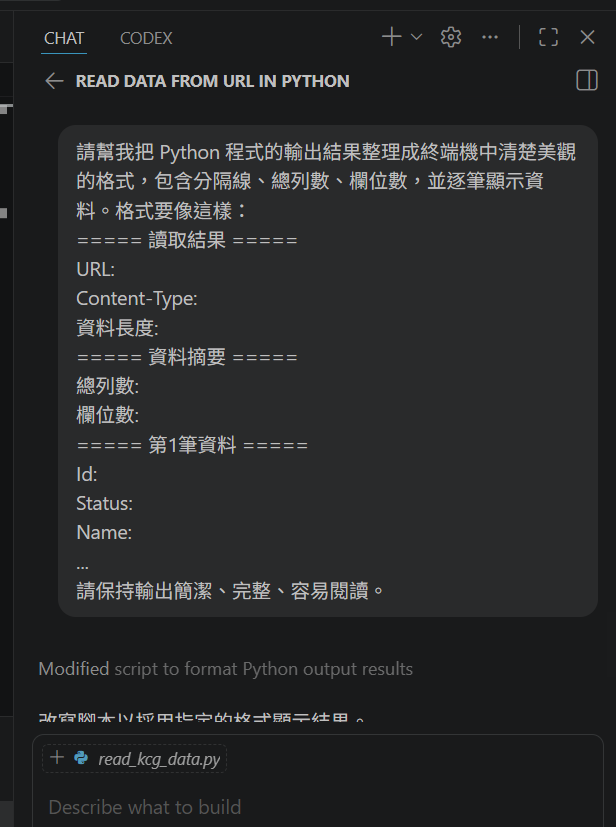 CHAT CODEX
READ DATA FROM URL IN PYTHON
請幫我把 Python 程式的輸出結果整理成終端機中清楚美觀
的格式，包含分隔線、總列數、欄位數，並逐筆顯示資
料。格式要像這樣：
===== 讀取結果 =====
URL:
Content-Type:
資料長度:
===== 資料摘要 =====
總列數:
欄位數:
===== 第1筆資料 =====
Id:
Status:
Name:
...
請保持輸出簡潔、完整、容易閱讀。
Modified script to format Python output results
改寫腳本以採用指定的格式顯示結果。
read_kcg_data.py
Describe what to build